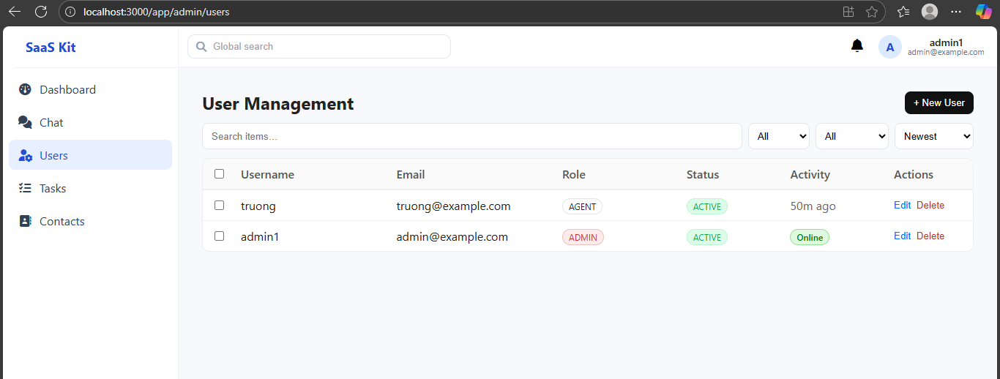 localhost:3000/app/admin/users
SaaS Kit
Global search
A
admin1
admin@example.com
Dashboard
Chat
Users
Tasks
Contacts
User Management
+ New User
Search items...
All
All
Newest
Username Email Role Status Activity Actions
truong truong@example.com AGENT ACTIVE 50m ago Edit Delete
admin1 admin@example.com ADMIN ACTIVE Online Edit Delete